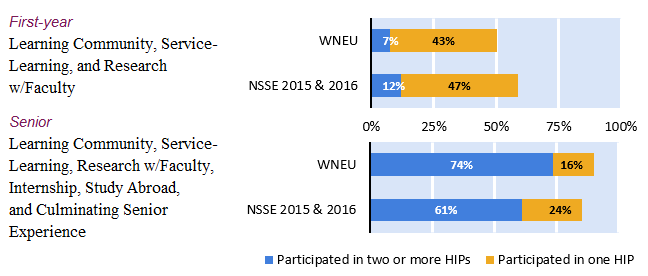 First-year
Learning Community, Service-
Learning, and Research
w/Faculty
WNEU
7%
43%
NSSE 2015 & 2016
12%
47%
Senior
Learning Community, Service-
Learning, Research w/Faculty,
Internship, Study Abroad,
and Culminating Senior
Experience
0%
25%
50%
75%
100%
WNEU
74%
16%
NSSE 2015 & 2016
61%
24%
Participated in two or more HIPs
Participated in one HIP